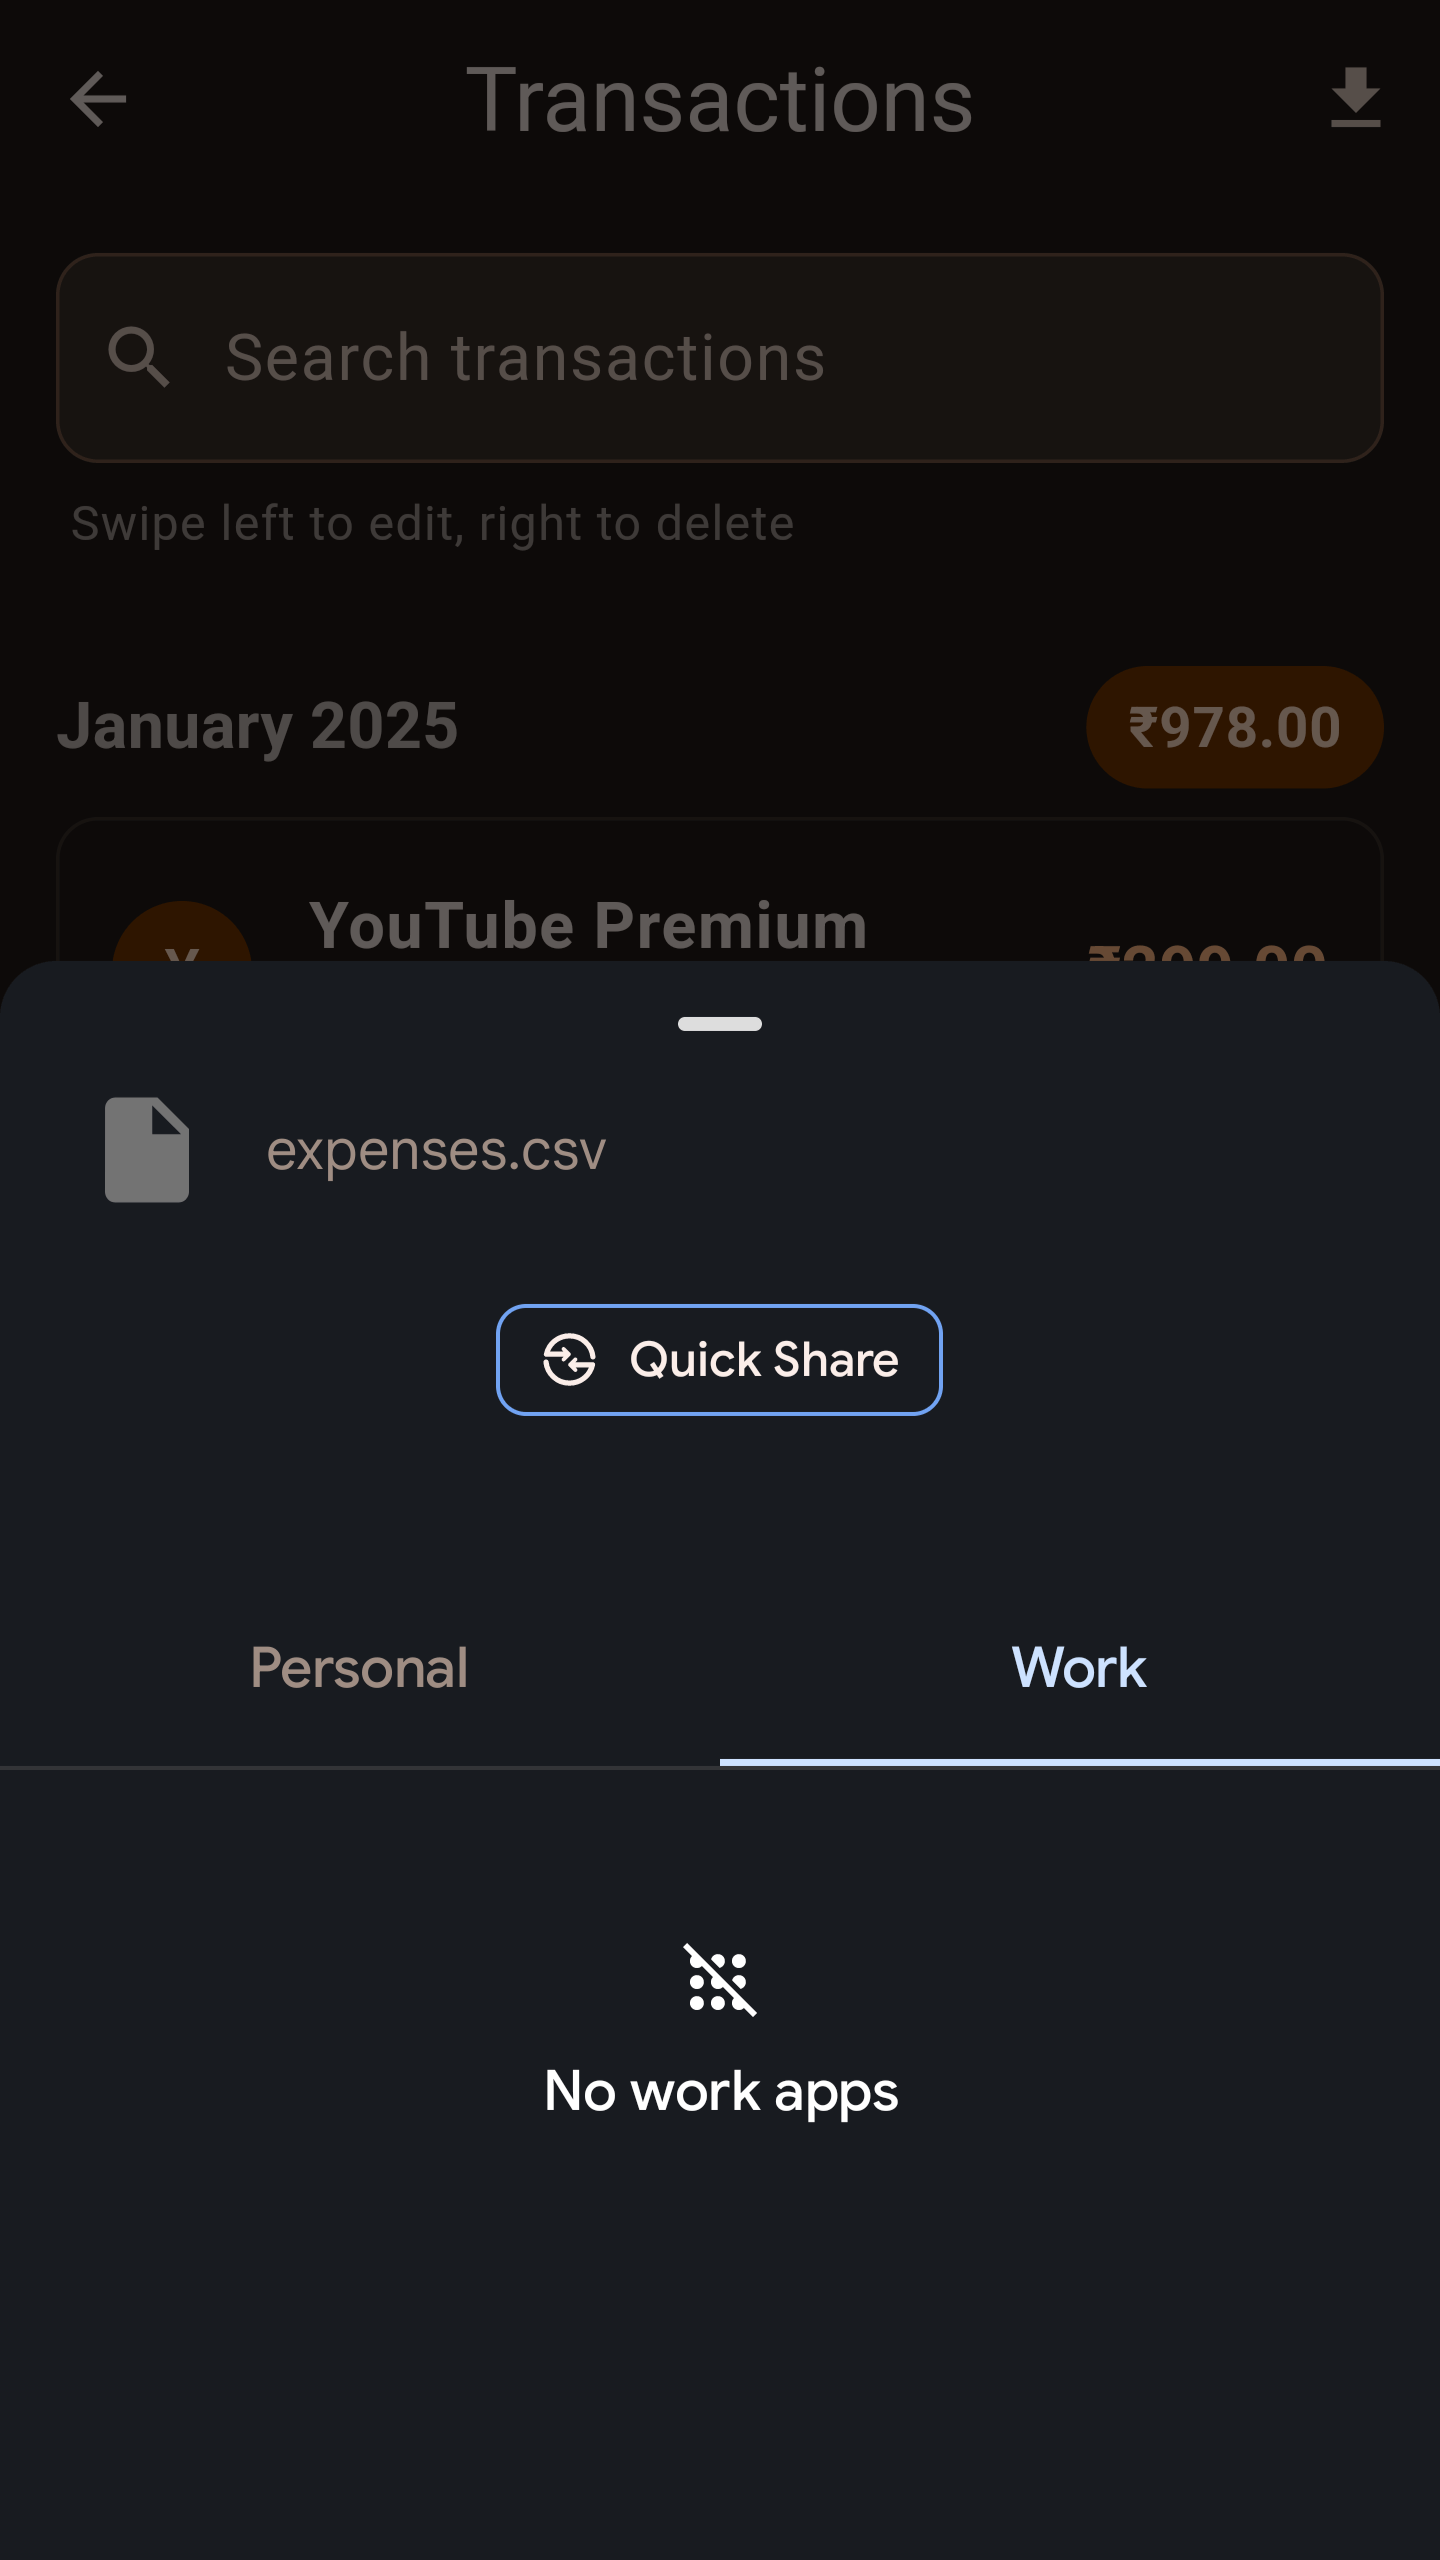 Transactions
Search transactions
Swipe left to edit, right to delete
January 2025
₹978.00
YouTube Premium
expenses.csv
Quick Share
Personal
Work
No work apps